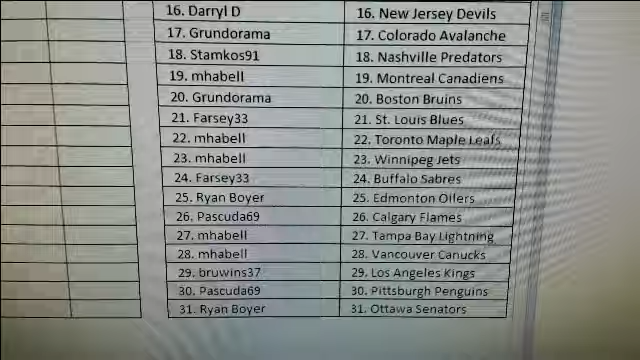 16. Darryl D 16. New Jersey Devils
17. Grundorama 17. Colorado Avalanche
18. Stamkos91 18. Nashville Predators
19. mhabell 19. Montreal Canadiens
20. Grundorama 20. Boston Bruins
21. Farsey33 21. St. Louis Blues
22. mhabell 22. Toronto Maple Leafs
23. mhabell 23. Winnipeg Jets
24. Farsey33 24. Buffalo Sabres
25. Ryan Boyer 25. Edmonton Oilers
26. Pascuda69 26. Calgary Flames
27. mhabell 27. Tampa Bay Lightning
28. mhabell 28. Vancouver Canucks
29. bruwins37 29. Los Angeles Kings
30. Pascuda69 30. Pittsburgh Penguins
31. Ryan Boyer 31. Ottawa Senators